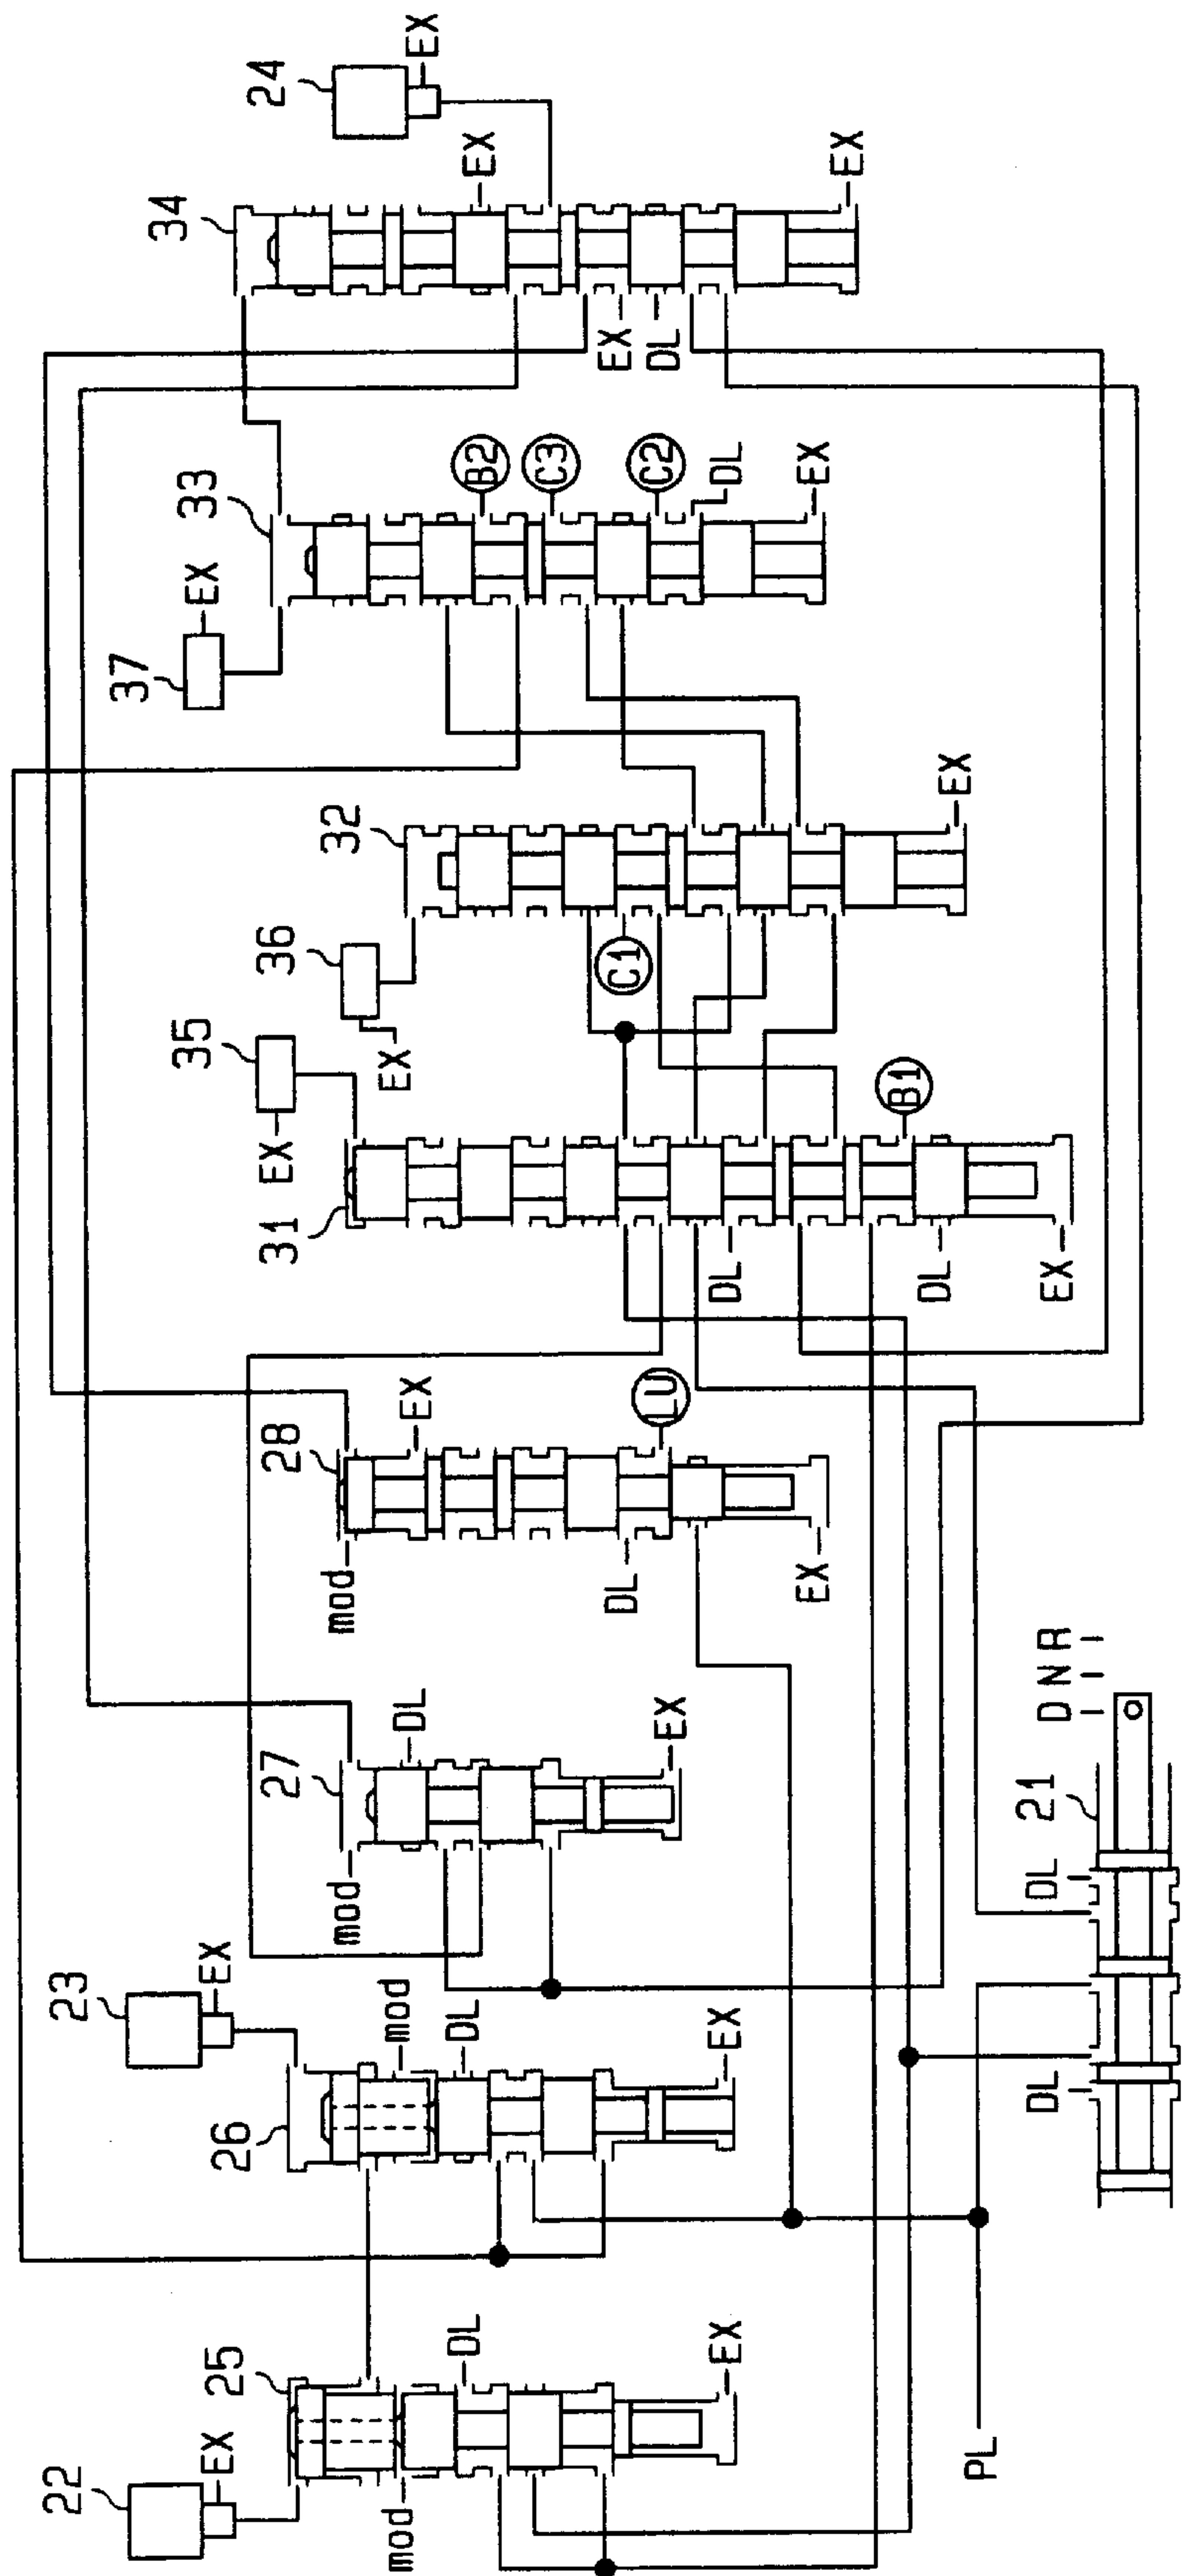 22
EX
25
mod
DL
EX
23
EX
26
mod
DL
EX
27
mod
DL
EX
28
mod
EX
DL
LU
EX
31
35
EX
DL
DL
EX
B1
32
36
EX
C1
EX
33
37
EX
B2
C3
C2
DL
EX
34
24
EX
EX
EX
DL
EX
21
D N R
DL
DL
PL